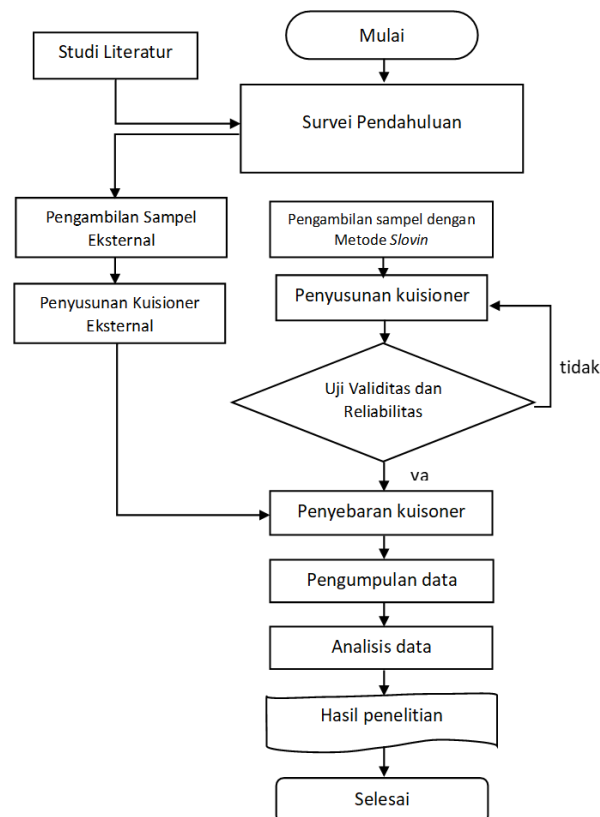 Mulai
Studi Literatur
Survei Pendahuluan
Pengambilan Sampel
Eksternal
Pengambilan sampel dengan
Metode Slovin
Penyusunan Kuisioner
Eksternal
Penyusunan kuisioner
tidak
Uji Validitas dan
Reliabilitas
ya
Penyebaran kuisoner
Pengumpulan data
Analisis data
Hasil penelitian
Selesai